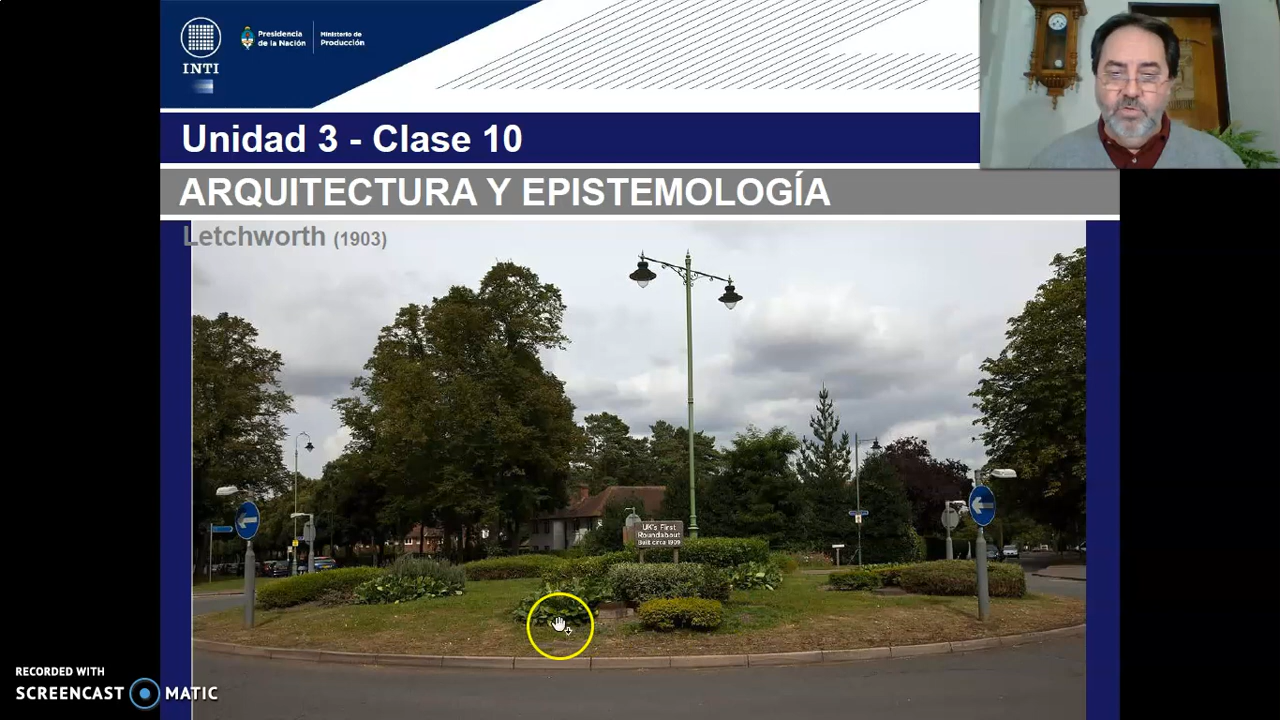 INTI
Presidencia
de la Nación
Ministerio de
Producción
Unidad 3 - Clase 10
ARQUITECTURA Y EPISTEMOLOGÍA
Letchworth (1903)
UK's First
Roundabout
Built circa 1909
RECORDED WITH
SCREENCAST MATIC